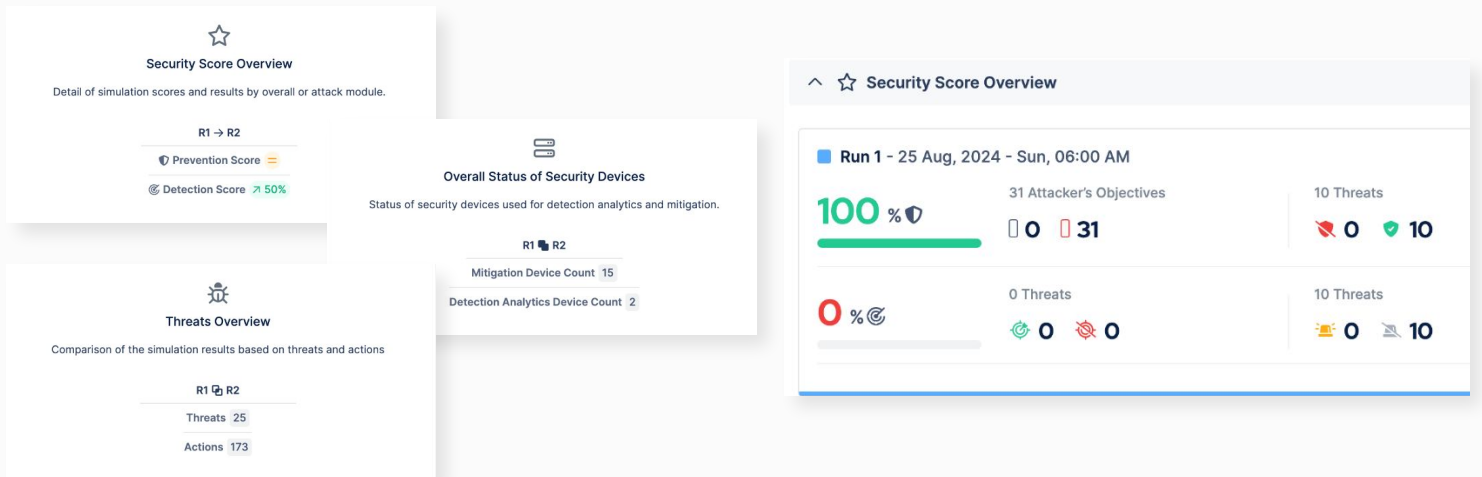 Security Score Overview
Detail of simulation scores and results by overall or attack module.
R1 → R2
Prevention Score =
Detection Score ↗ 50%
Overall Status of Security Devices
Status of security devices used for detection analytics and mitigation.
R1 R2
Mitigation Device Count 15
Detection Analytics Device Count 2
Threats Overview
Comparison of the simulation results based on threats and actions
R1 R2
Threats 25
Actions 173
Security Score Overview
Run 1 - 25 Aug, 2024 - Sun, 06:00 AM
100 %
31 Attacker's Objectives
0 31
10 Threats
0 10
0 %
0 Threats
0 0
10 Threats
0 10